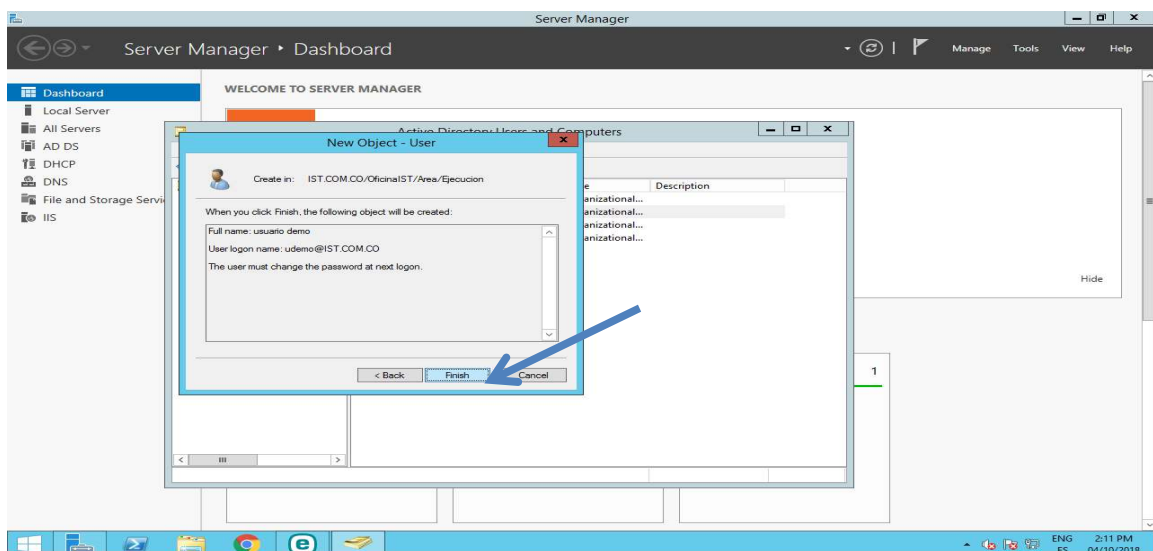 Server Manager
Server Manager • Dashboard
Manage Tools View Help
Dashboard
Local Server
All Servers
AD DS
DHCP
DNS
File and Storage Servi
IIS
WELCOME TO SERVER MANAGER
Hide
1
Active Directory Users and Computers
e Description
anizational...
anizational...
anizational...
anizational...
New Object - User
Create in: IST.COM.CO/OficinaIST/Area/Ejecucion
When you click Finish, the following object will be created:
Full name: usuario demo
User logon name: udemo@IST.COM.CO
The user must change the password at next logon.
< Back Finish Cancel
ENG 2:11 PM
ES 04/10/2018